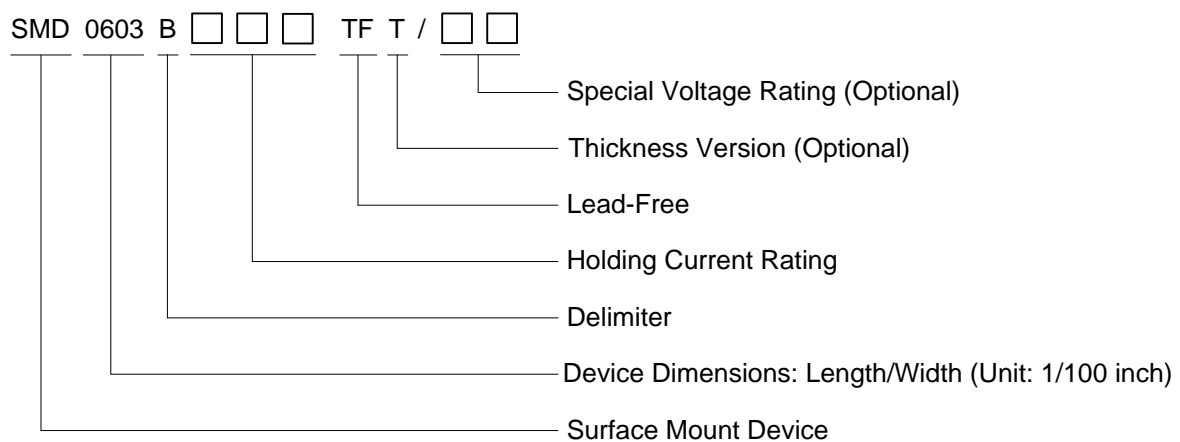 SMD 0603 B □ □ □ TF T / □ □
Special Voltage Rating (Optional)
Thickness Version (Optional)
Lead-Free
Holding Current Rating
Delimiter
Device Dimensions: Length/Width (Unit: 1/100 inch)
Surface Mount Device